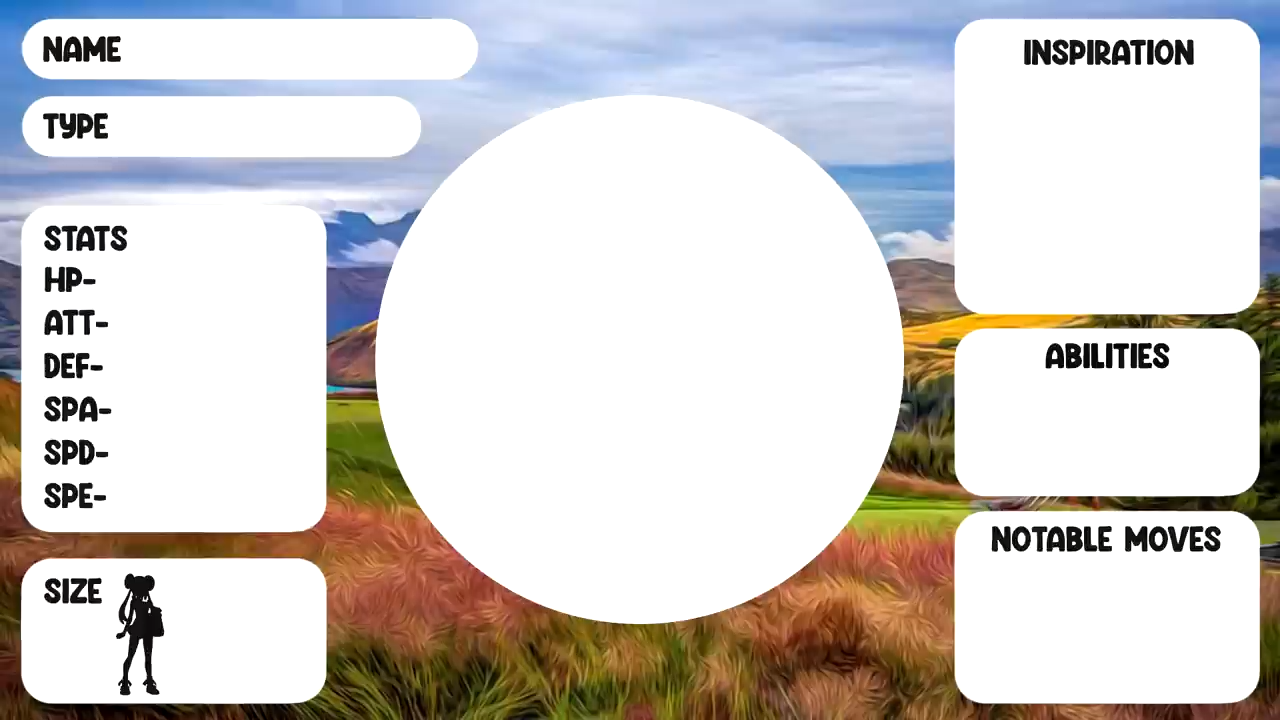 NAME
TYPE
STATS
HP-
ATT-
DEF-
SPA-
SPD-
SPE-
SIZE
INSPIRATION
ABILITIES
NOTABLE MOVES